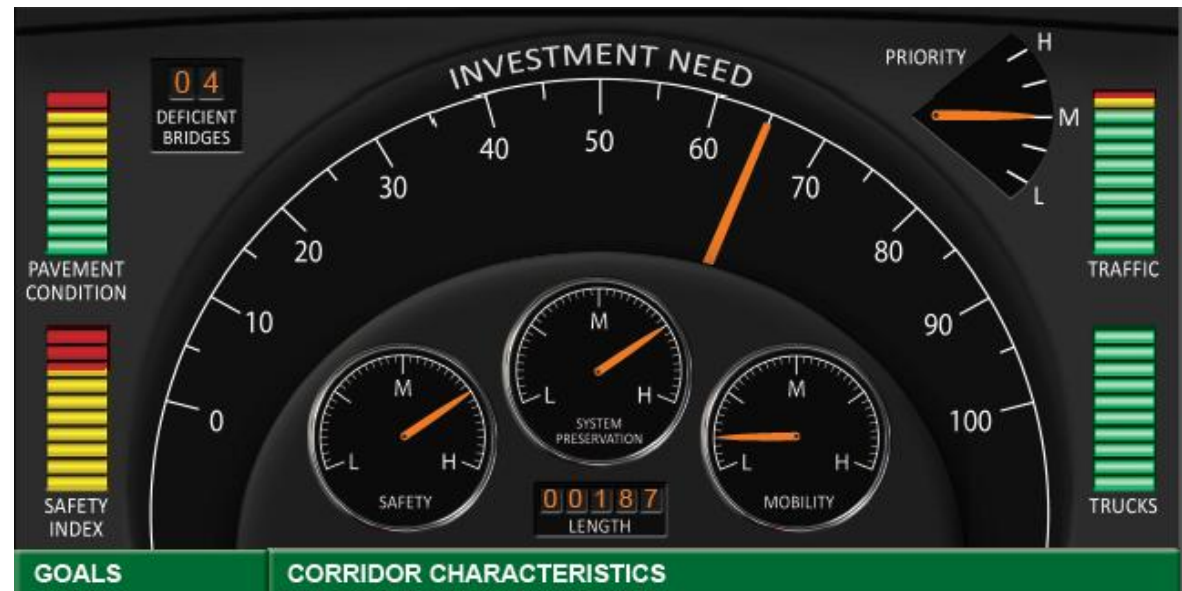 INVESTMENT NEED
PRIORITY
H
M
L
04
DEFICIENT
BRIDGES
0
10
20
30
40
50
60
70
80
90
100
PAVEMENT
CONDITION
TRAFFIC
M
L
H
SYSTEM
PRESERVATION
M
L
H
SAFETY
M
L
H
MOBILITY
00187
LENGTH
SAFETY
INDEX
TRUCKS
GOALS
CORRIDOR CHARACTERISTICS